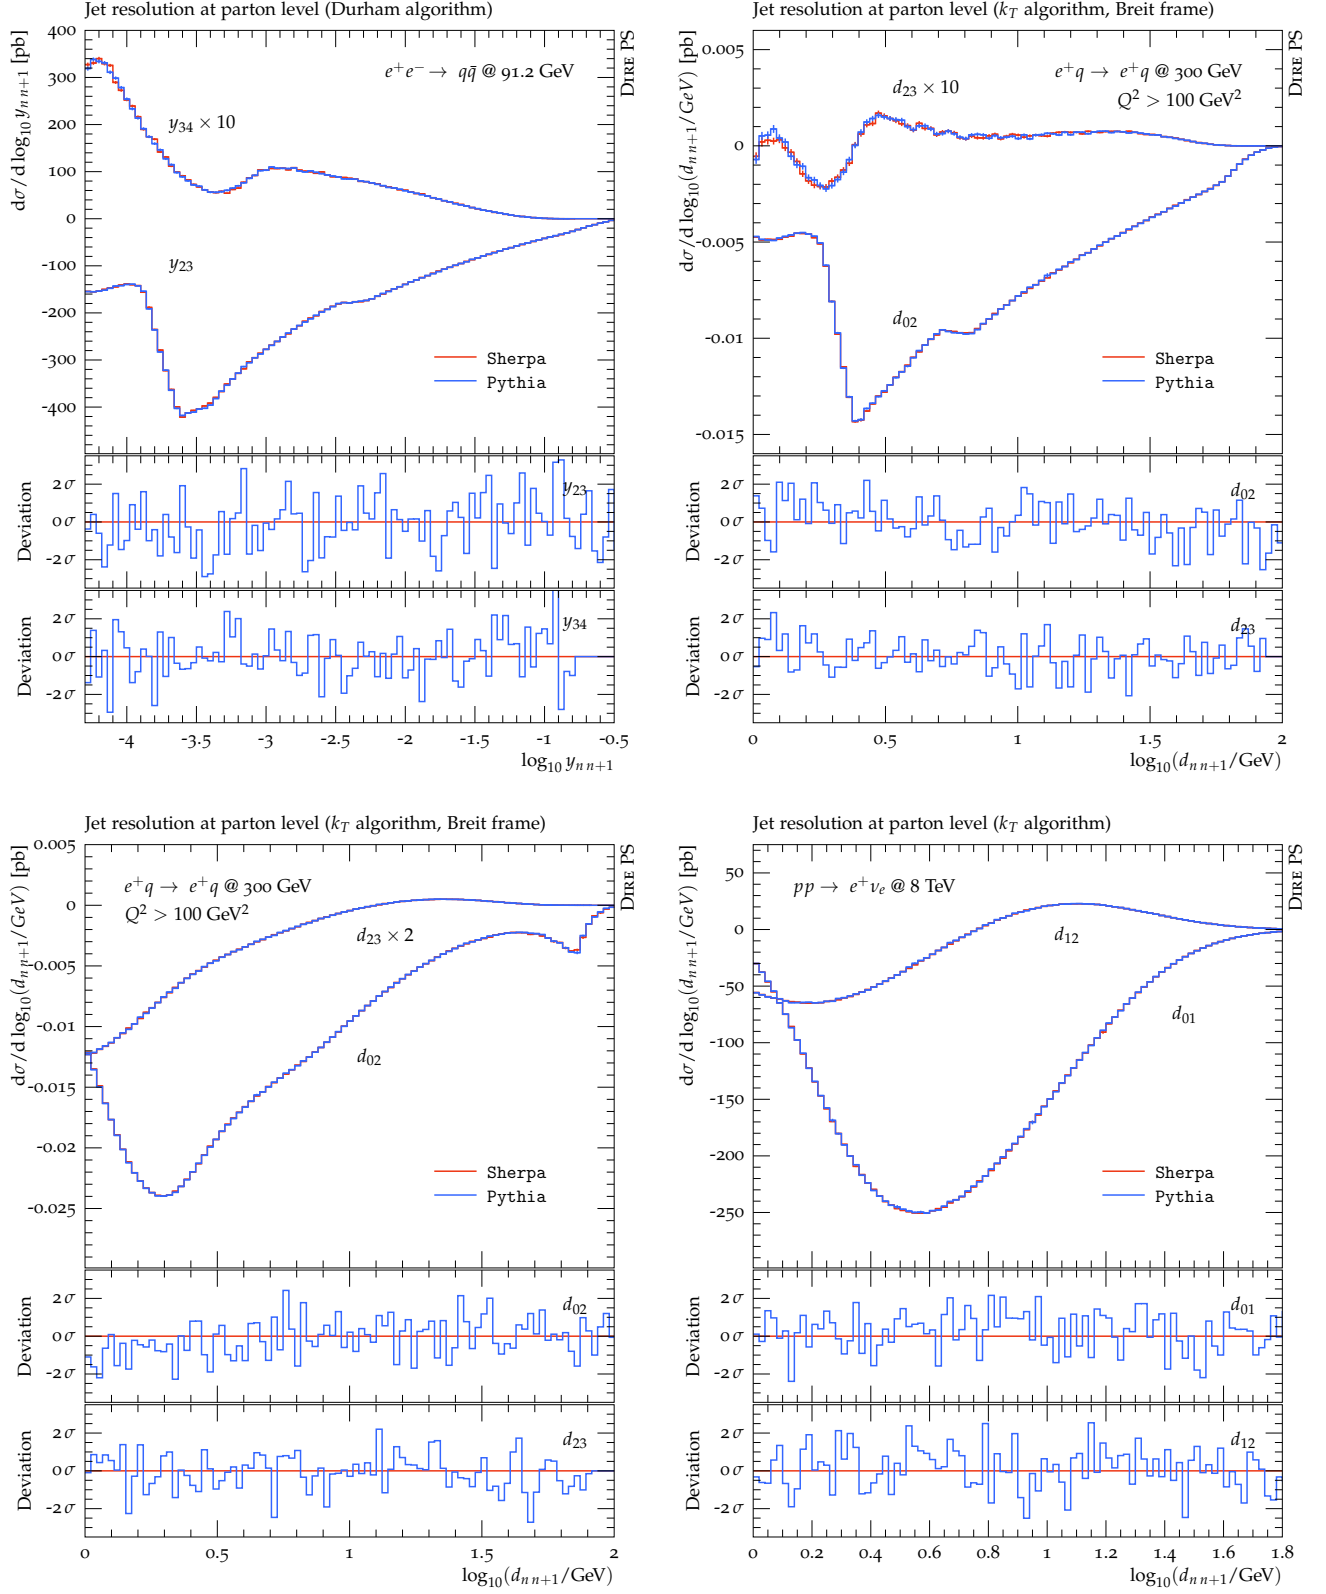 Jet resolution at parton level (Durham algorithm)
dσ/d log₁₀ yₙ ₙ₊₁ [pb]
400
300
200
100
0
-100
-200
-300
-400
e⁺e⁻ → qq̄ @ 91.2 GeV
y₃₄ × 10
y₂₃
Sherpa
Pythia
DIRE PS
Deviation
2σ
0σ
-2σ
y₂₃
Deviation
2σ
0σ
-2σ
y₃₄
-4 -3.5 -3 -2.5 -2 -1.5 -1 -0.5
log₁₀ yₙ ₙ₊₁
Jet resolution at parton level (k_T algorithm, Breit frame)
dσ/d log₁₀(dₙ ₙ₊₁/GeV) [pb]
0.005
0
-0.005
-0.01
-0.015
e⁺q → e⁺q @ 300 GeV
Q² > 100 GeV²
d₂₃ × 10
d₀₂
Sherpa
Pythia
DIRE PS
Deviation
2σ
0σ
-2σ
d₀₂
Deviation
2σ
0σ
-2σ
d₂₃
0 0.5 1 1.5 2
log₁₀(dₙ ₙ₊₁/GeV)
Jet resolution at parton level (k_T algorithm, Breit frame)
dσ/d log₁₀(dₙ ₙ₊₁/GeV) [pb]
0.005
0
-0.005
-0.01
-0.015
-0.02
-0.025
e⁺q → e⁺q @ 300 GeV
Q² > 100 GeV²
d₂₃ × 2
d₀₂
Sherpa
Pythia
DIRE PS
Deviation
2σ
0σ
-2σ
d₀₂
Deviation
2σ
0σ
-2σ
d₂₃
0 0.5 1 1.5 2
log₁₀(dₙ ₙ₊₁/GeV)
Jet resolution at parton level (k_T algorithm)
dσ/d log₁₀(dₙ ₙ₊₁/GeV) [pb]
50
0
-50
-100
-150
-200
-250
pp → e⁺νₑ @ 8 TeV
d₁₂
d₀₁
Sherpa
Pythia
DIRE PS
Deviation
2σ
0σ
-2σ
d₀₁
Deviation
2σ
0σ
-2σ
d₁₂
0 0.2 0.4 0.6 0.8 1 1.2 1.4 1.6 1.8
log₁₀(dₙ ₙ₊₁/GeV)